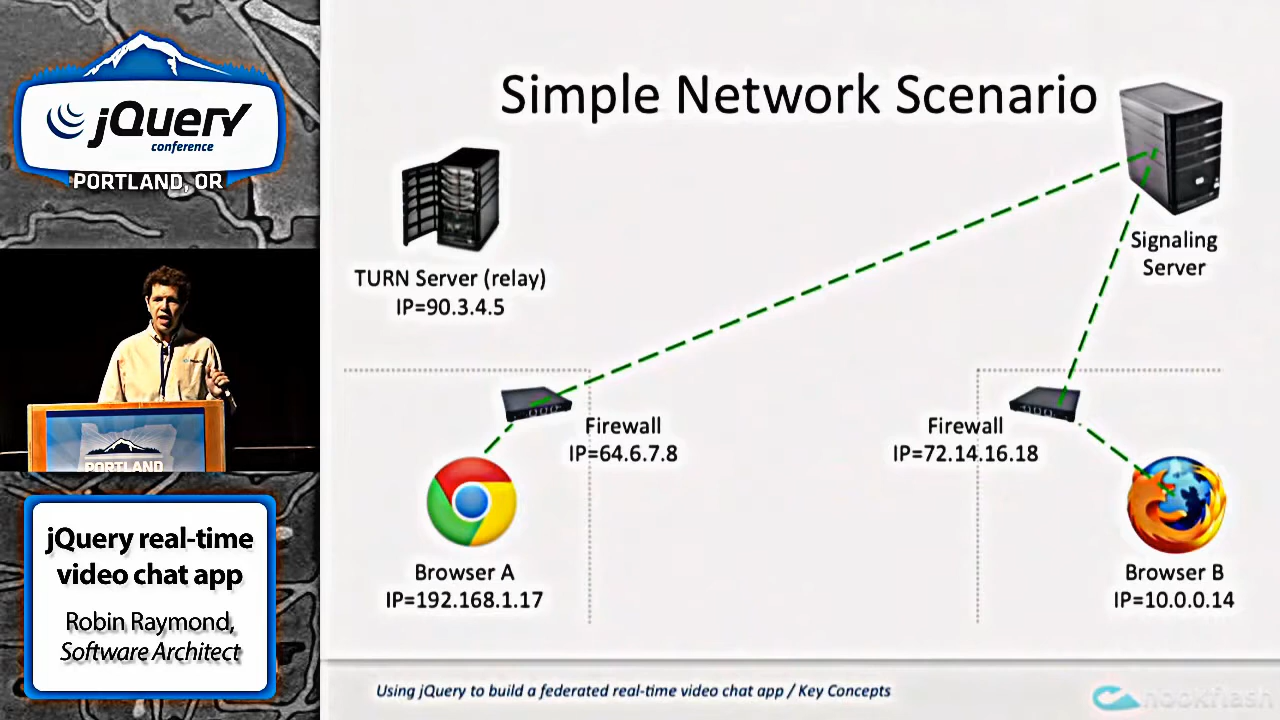 jQuery
conference
PORTLAND, OR
PORTLAND
jQuery real-time
video chat app
Robin Raymond,
Software Architect
Simple Network Scenario
TURN Server (relay)
IP=90.3.4.5
Signaling
Server
Firewall
IP=64.6.7.8
Firewall
IP=72.14.16.18
Browser A
IP=192.168.1.17
Browser B
IP=10.0.0.14
Using jQuery to build a federated real-time video chat app / Key Concepts
hookflash